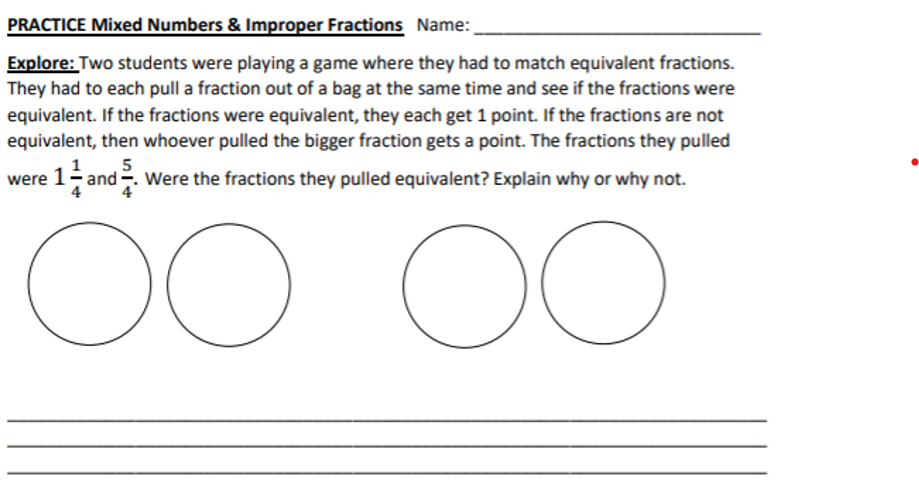 PRACTICE Mixed Numbers & Improper Fractions Name: ______________________________
Explore: Two students were playing a game where they had to match equivalent fractions.
They had to each pull a fraction out of a bag at the same time and see if the fractions were
equivalent. If the fractions were equivalent, they each get 1 point. If the fractions are not
equivalent, then whoever pulled the bigger fraction gets a point. The fractions they pulled
were 1 1/4 and 5/4. Were the fractions they pulled equivalent? Explain why or why not.